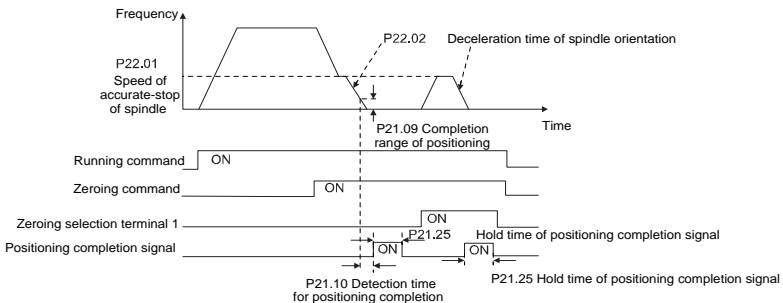 Frequency
P22.02
Deceleration time of spindle orientation
P22.01
Speed of
accurate-stop
of spindle
Time
P21.09 Completion
range of positioning
Running command
ON
Zeroing command
ON
Zeroing selection terminal 1
ON
P21.25
Hold time of positioning completion signal
Positioning completion signal
ON
ON
P21.10 Detection time
for positioning completion
P21.25 Hold time of positioning completion signal